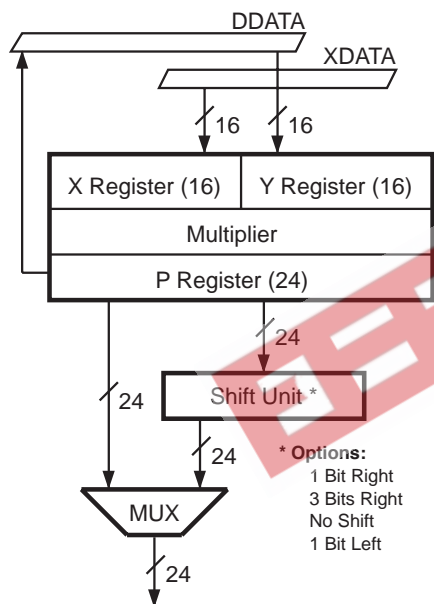 DDATA
XDATA
16
16
X Register (16)
Y Register (16)
Multiplier
P Register (24)
24
24
Shift Unit *
24
* Options:
1 Bit Right
3 Bits Right
No Shift
1 Bit Left
MUX
24